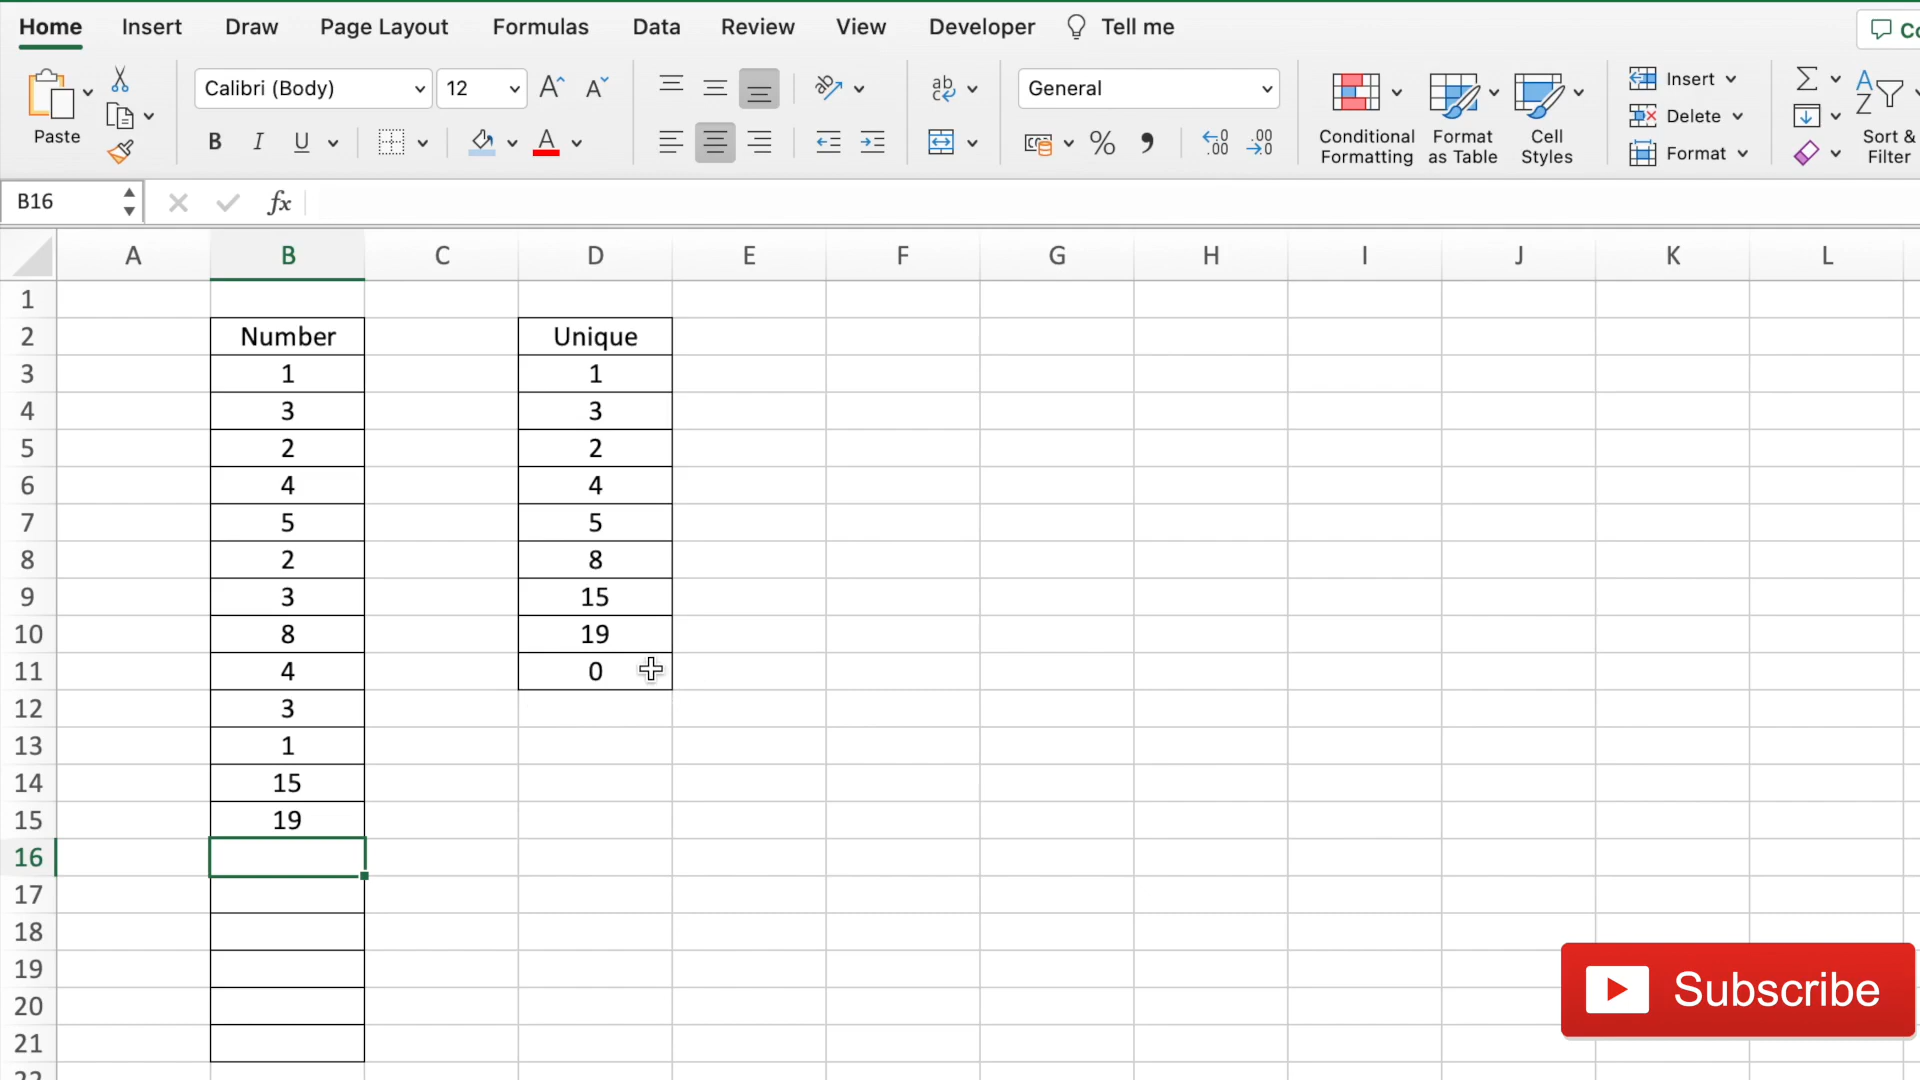 Home Insert Draw Page Layout Formulas Data Review View Developer Tell me
Paste
Calibri (Body) 12
B I U A
General
Conditional Formatting
Format as Table
Cell Styles
Insert
Delete
Format
Sort & Filter
B16 fx
A B C D E F G H I J K L
1
2 Number Unique
3 1 1
4 3 3
5 2 2
6 4 4
7 5 5
8 2 8
9 3 15
10 8 19
11 4 0
12 3
13 1
14 15
15 19
16
17
18
19
20
21
Subscribe